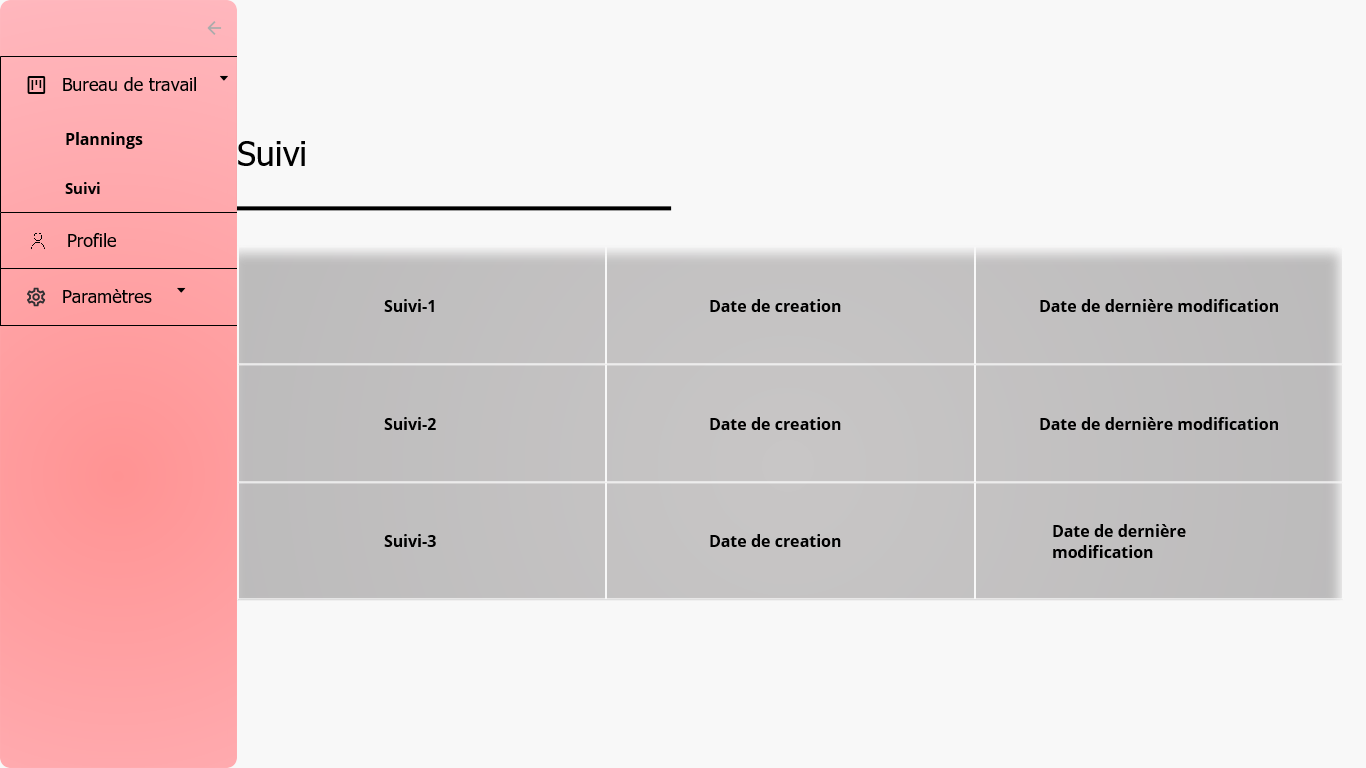 Bureau de travail
Plannings
Suivi
Profile
Paramètres
Suivi
Suivi-1 Date de creation Date de dernière modification
Suivi-2 Date de creation Date de dernière modification
Suivi-3 Date de creation Date de dernière
modification